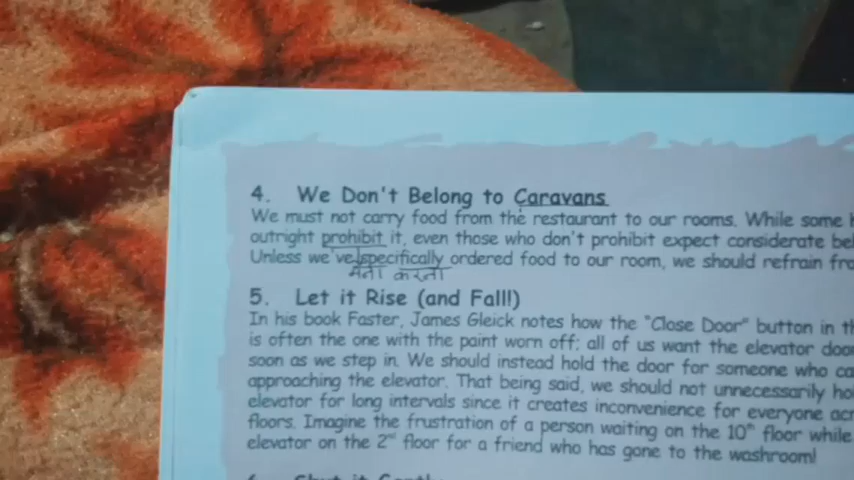 4. We Don't Belong to Caravans
We must not carry food from the restaurant to our rooms. While some
outright prohibit it, even those who don't prohibit expect considerate
Unless we've specifically ordered food to our room, we should refrain
मना करना
5. Let it Rise (and Fall!)
In his book Faster, James Gleick notes how the "Close Door" button in
is often the one with the paint worn off; all of us want the elevator
soon as we step in. We should instead hold the door for someone who
approaching the elevator. That being said, we should not unnecessarily
elevator for long intervals since it creates inconvenience for everyone
floors. Imagine the frustration of a person waiting on the 10th floor while
elevator on the 2nd floor for a friend who has gone to the washroom!